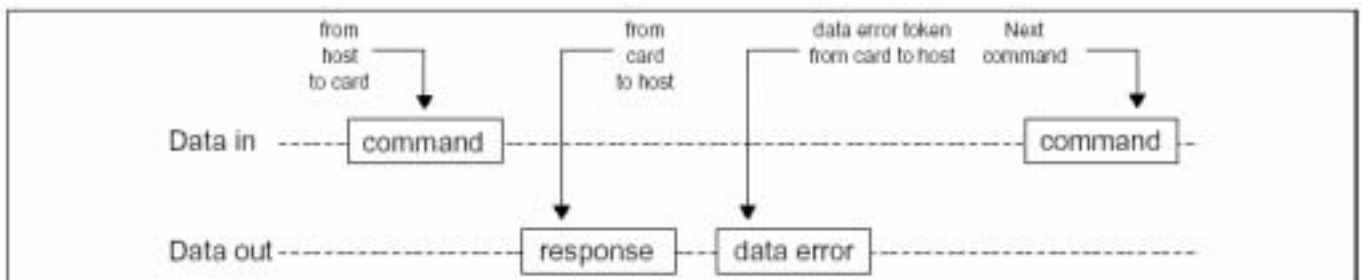 from
host
to card
from
card
to host
data error token
from card to host
Next
command
Data in
command
command
Data out
response
data error